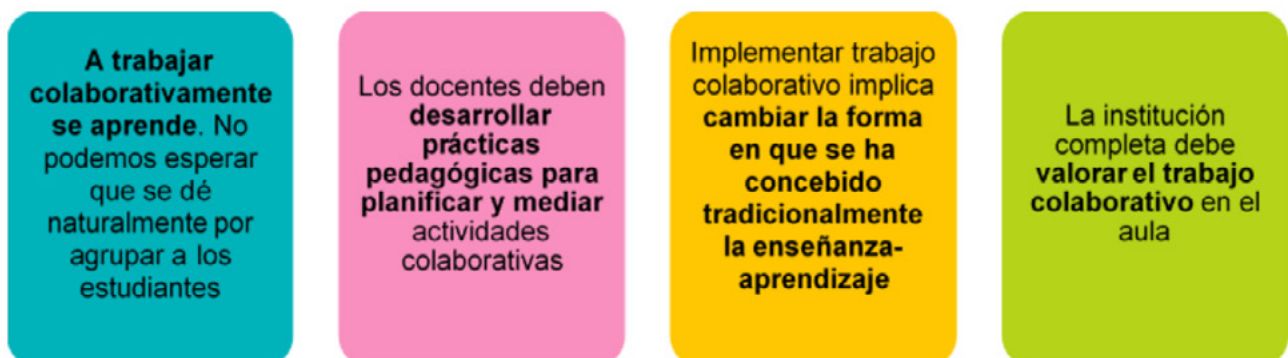 A trabajar
colaborativamente
se aprende. No
podemos esperar
que se dé
naturalmente por
agrupar a los
estudiantes
Los docentes deben
desarrollar
prácticas
pedagógicas para
planificar y mediar
actividades
colaborativas
Implementar trabajo
colaborativo implica
cambiar la forma
en que se ha
concebido
tradicionalmente
la enseñanza-
aprendizaje
La institución
completa debe
valorar el trabajo
colaborativo en el
aula